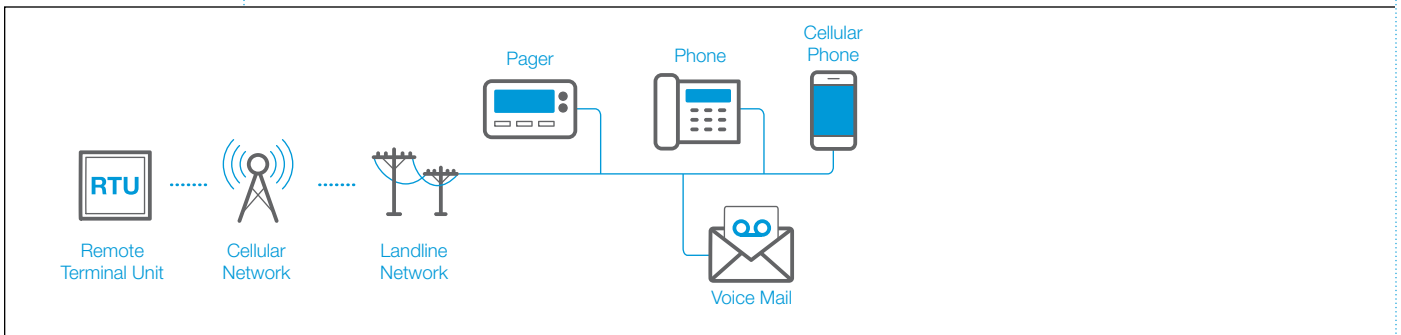 Cellular
Phone
Pager
Phone
RTU
Remote
Terminal Unit
Cellular
Network
Landline
Network
Voice Mail